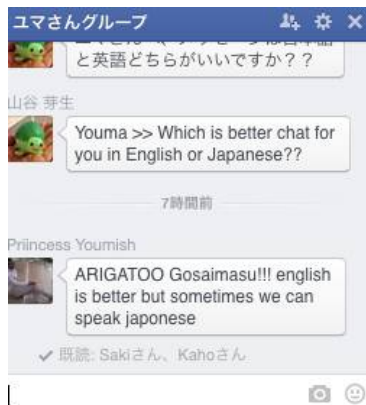 ユマさんグループ
と英語どちらがいいですか？？
山谷 芽生
Youma >> Which is better chat for
you in English or Japanese??
7時間前
Priincess Youmish
ARIGATOO Gosaimasu!!! english
is better but sometimes we can
speak japonese
既読: Sakiさん、Kahoさん